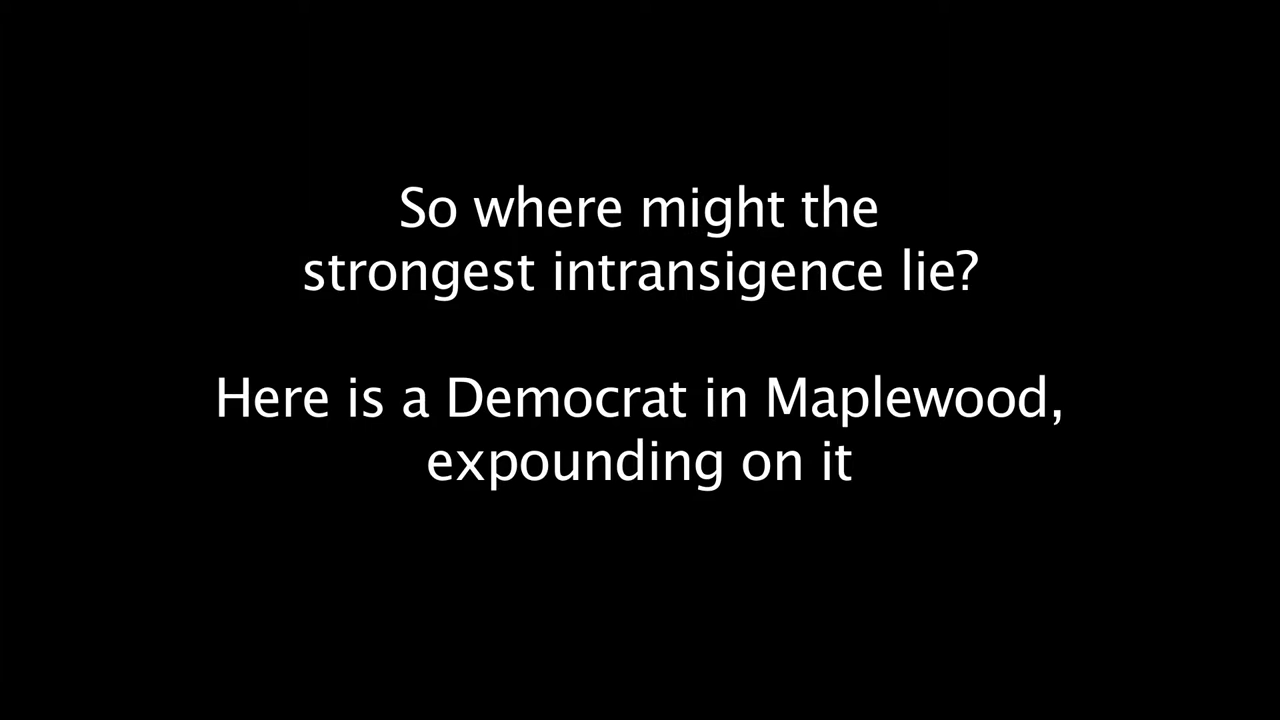 So where might the
strongest intransigence lie?
Here is a Democrat in Maplewood,
expounding on it